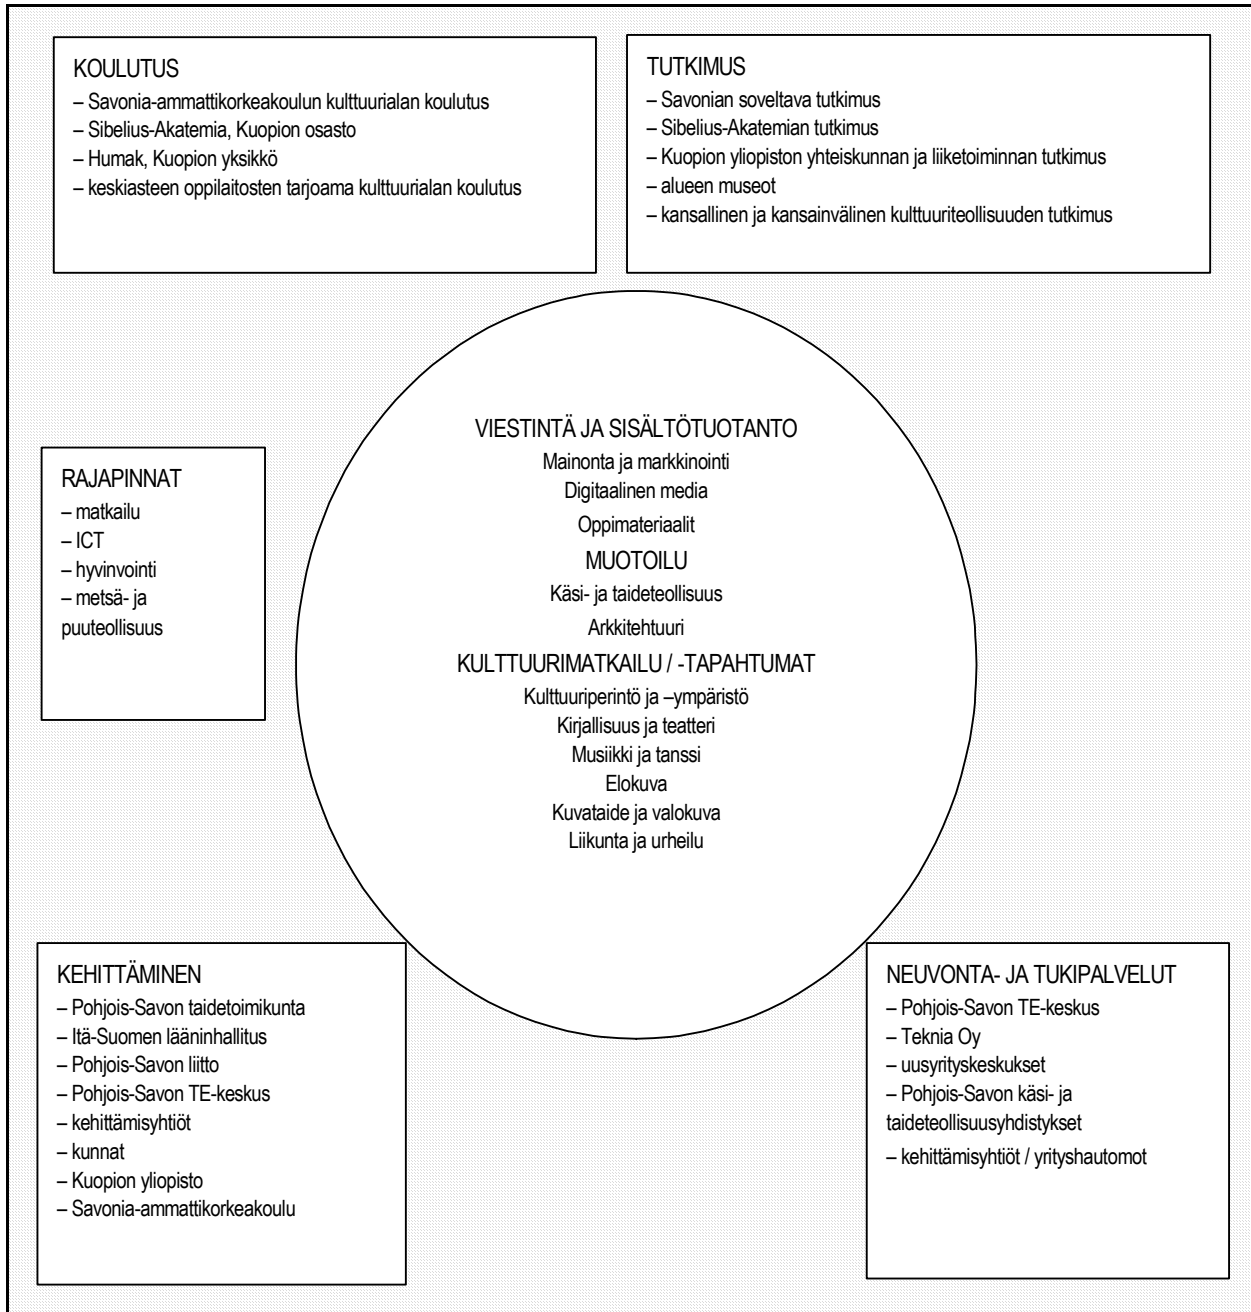 KOULUTUS
– Savonia-ammattikorkeakoulun kulttuurialan koulutus
– Sibelius-Akatemia, Kuopion osasto
– Humak, Kuopion yksikkö
– keskiasteen oppilaitosten tarjoama kulttuurialan koulutus
TUTKIMUS
– Savonian soveltava tutkimus
– Sibelius-Akatemian tutkimus
– Kuopion yliopiston yhteiskunnan ja liiketoiminnan tutkimus
– alueen museot
– kansallinen ja kansainvälinen kulttuuriteollisuuden tutkimus
RAJAPINNAT
– matkailu
– ICT
– hyvinvointi
– metsä- ja
puuteollisuus
VIESTINTÄ JA SISÄLTÖTUOTANTO
Mainonta ja markkinointi
Digitaalinen media
Oppimateriaalit
MUOTOILU
Käsi- ja taideteollisuus
Arkkitehtuuri
KULTTUURIMATKAILU / -TAPAHTUMAT
Kulttuuriperintö ja –ympäristö
Kirjallisuus ja teatteri
Musiikki ja tanssi
Elokuva
Kuvataide ja valokuva
Liikunta ja urheilu
KEHITTÄMINEN
– Pohjois-Savon taidetoimikunta
– Itä-Suomen lääninhallitus
– Pohjois-Savon liitto
– Pohjois-Savon TE-keskus
– kehittämisyhtiöt
– kunnat
– Kuopion yliopisto
– Savonia-ammattikorkeakoulu
NEUVONTA- JA TUKIPALVELUT
– Pohjois-Savon TE-keskus
– Teknia Oy
– uusyrityskeskukset
– Pohjois-Savon käsi- ja
taideteollisuusyhdistykset
– kehittämisyhtiöt / yrityshautomot